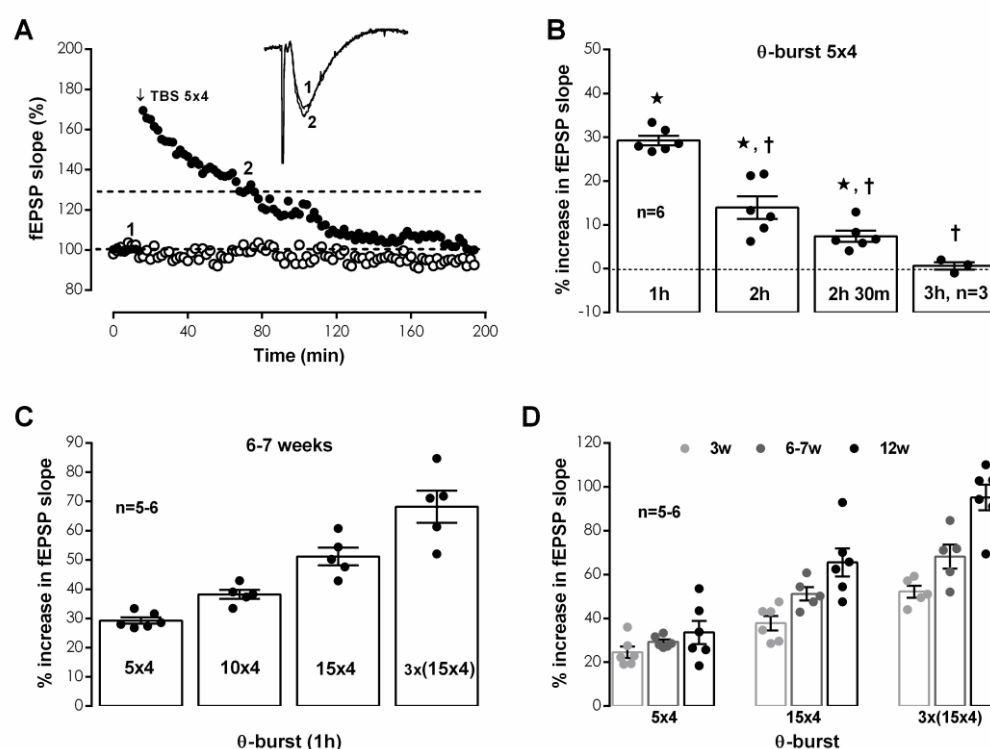 A
200
180
160
140
120
100
80
fEPSP slope (%)
↓ TBS 5x4
1
2
1
2
0
40
80
120
160
200
Time (min)
B
θ-burst 5x4
50
40
30
20
10
0
-10
% increase in fEPSP slope
★
★, †
★, †
†
n=6
1h
2h
2h 30m
3h, n=3
C
6-7 weeks
90
80
70
60
50
40
30
20
10
0
% increase in fEPSP slope
n=5-6
5x4
10x4
15x4
3x(15x4)
θ-burst (1h)
D
3w
6-7w
12w
120
100
80
60
40
20
0
% increase in fEPSP slope
n=5-6
5x4
15x4
3x(15x4)
θ-burst